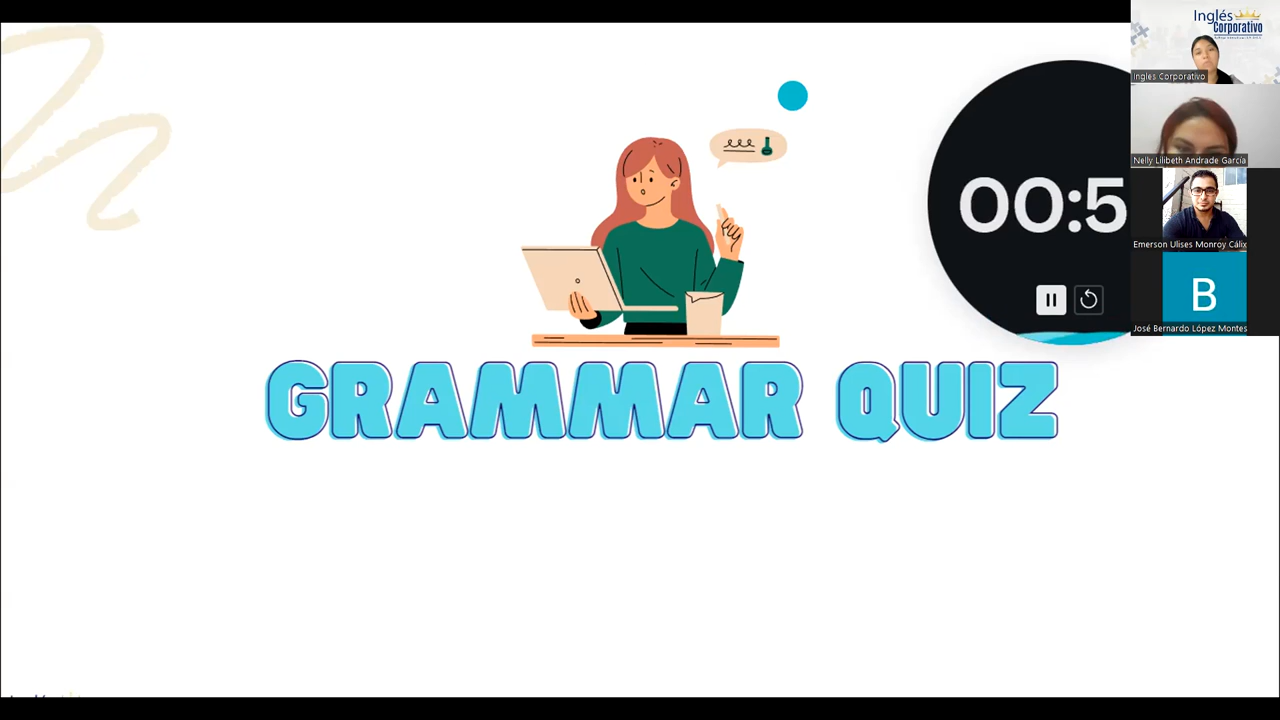 Inglés
Corporativo
Ingles Corporativo
Nelly Lilibeth Andrade García
00:5
Emerson Ulises Monroy Cálix
B
José Bernardo López Montes
GRAMMAR QUIZ